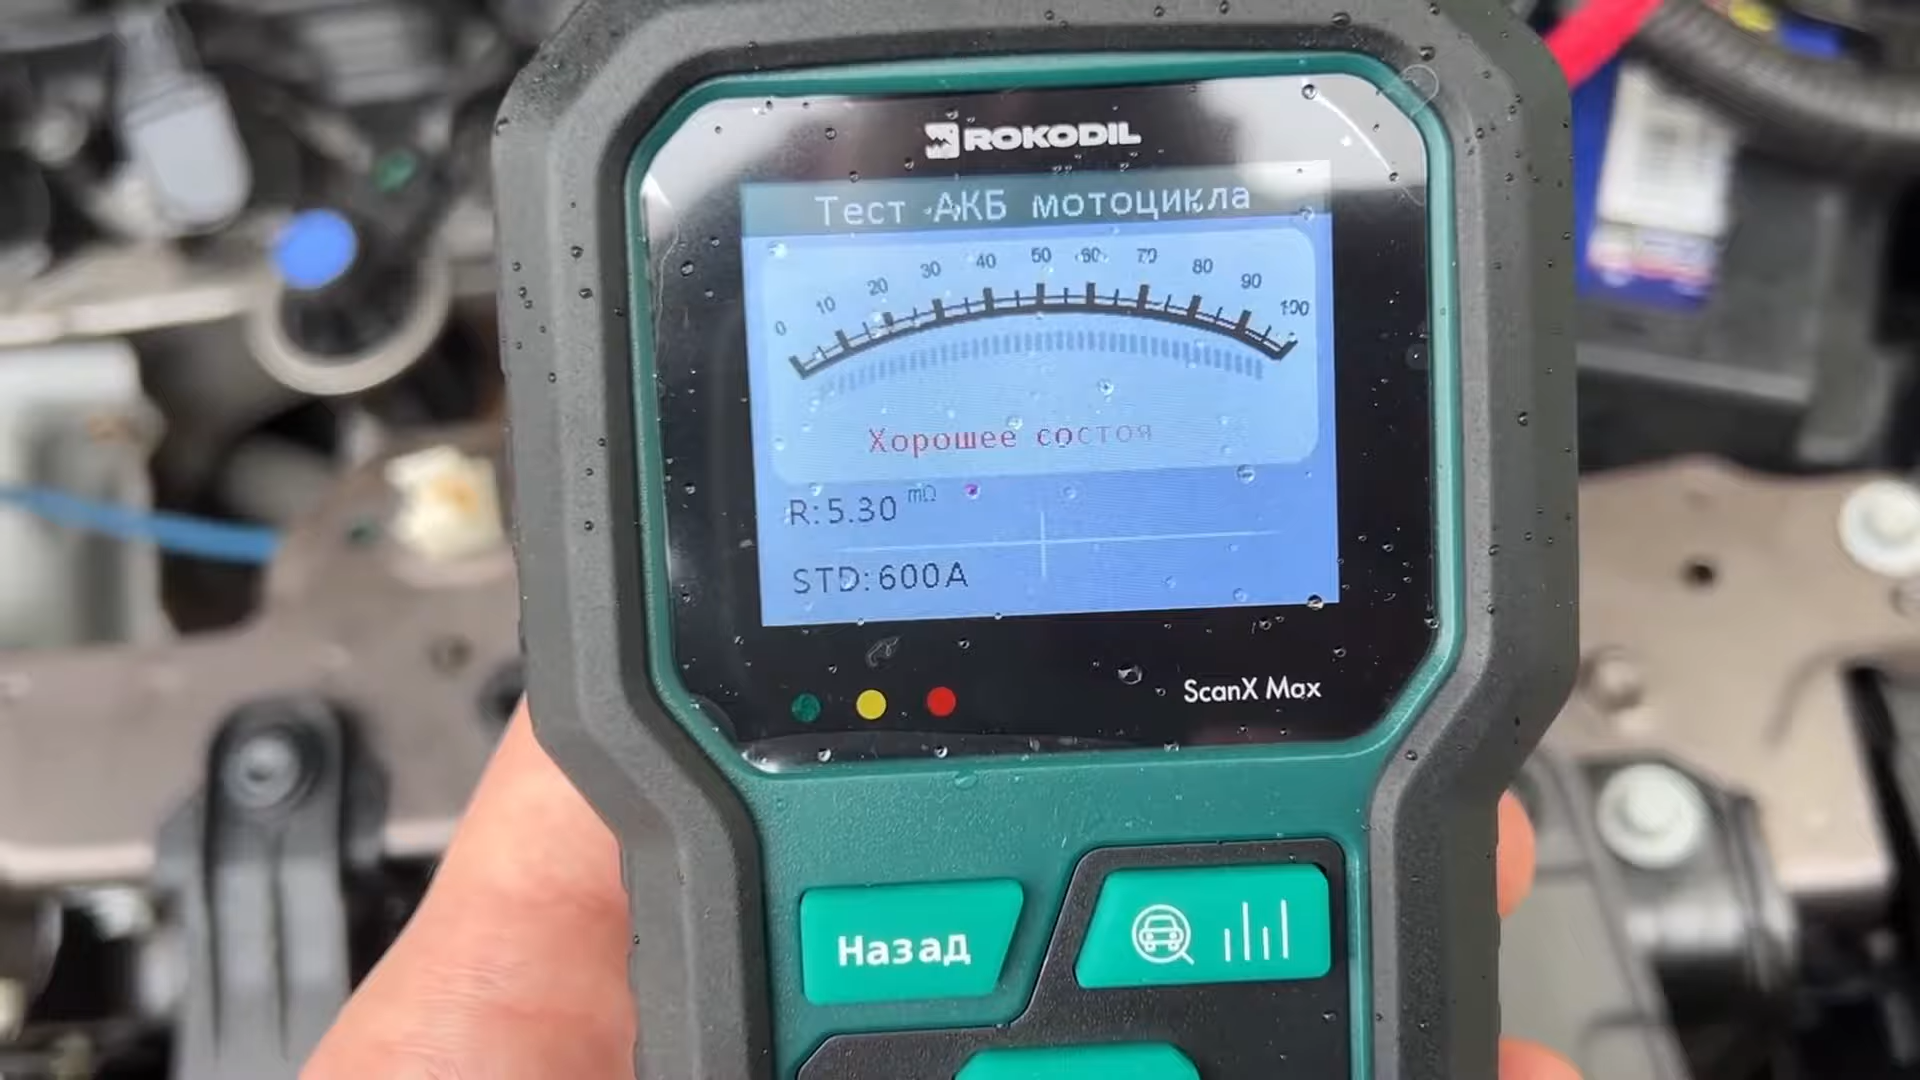 ROKODIL
Тест АКБ мотоцикла
0 10 20 30 40 50 60 70 80 90 100
Хорошее состоя
R:5.30 mΩ
STD:600A
ScanX Max
Назад